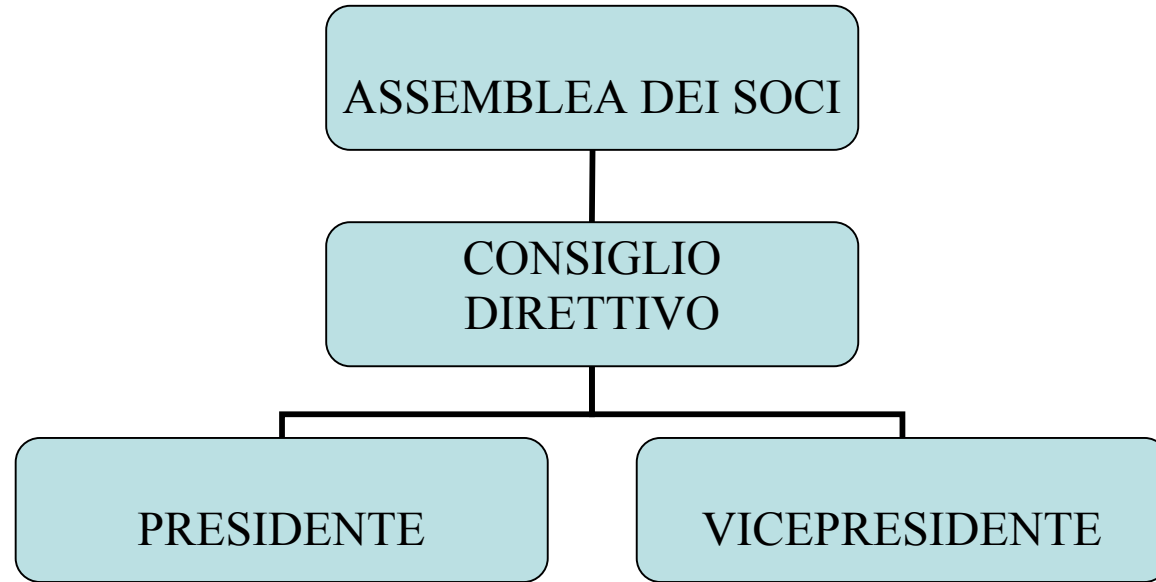 ASSEMBLEA DEI SOCI
CONSIGLIO
DIRETTIVO
PRESIDENTE
VICEPRESIDENTE